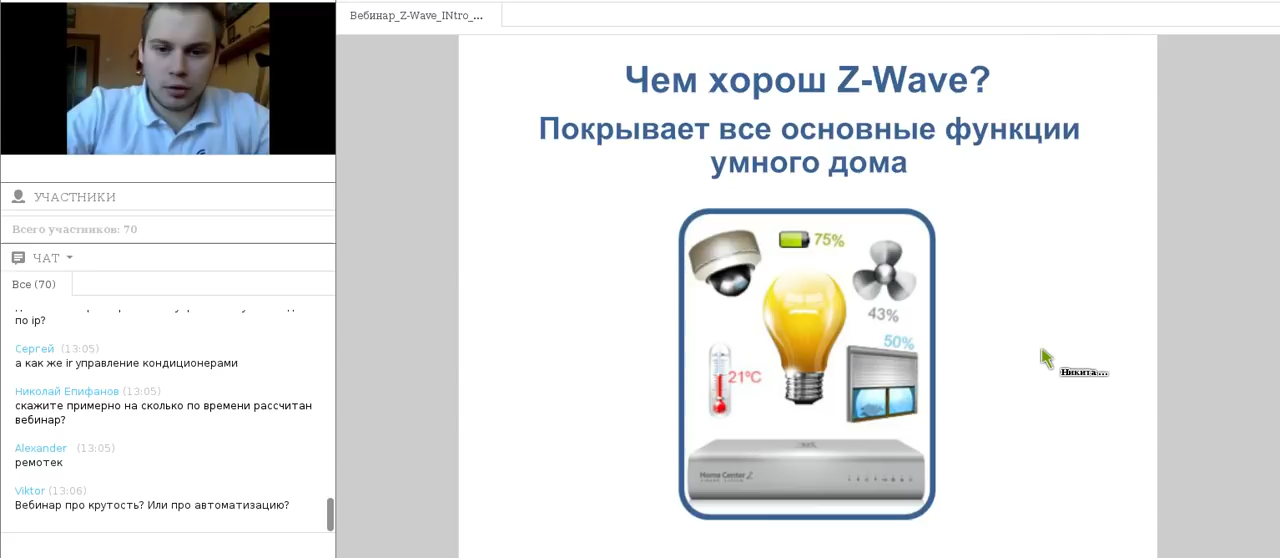 УЧАСТНИКИ
Всего участников: 70
ЧАТ
Все (70)
по ip?
Сергей (13:05)
а как же ir управление кондиционерами
Николай Епифанов (13:05)
скажите примерно на сколько по времени рассчитан
вебинар?
Alexander (13:05)
ремотек
Viktor (13:06)
Вебинар про крутость? Или про автоматизацию?
Вебинар_Z-Wave_INtro_...
Чем хорош Z-Wave?
Покрывает все основные функции
умного дома
75%
43%
50%
21°C
Home Center 2
Никита...